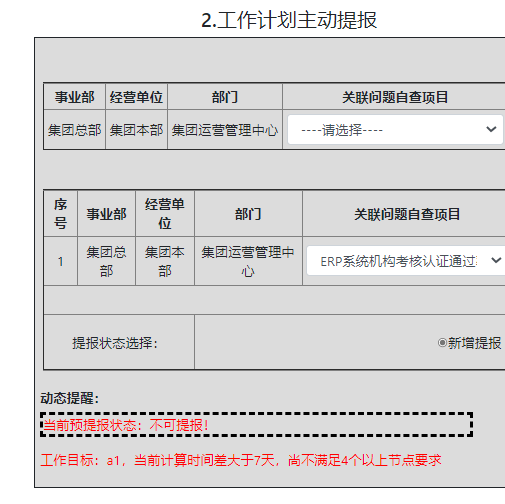 2.工作计划主动提报
事业部 经营单位 部门 关联问题自查项目
集团总部 集团本部 集团运营管理中心 ----请选择----
序号 事业部 经营单位 部门 关联问题自查项目
1 集团总部 集团本部 集团运营管理中心 ERP系统机构考核认证通过
提报状态选择： 新增提报
动态提醒：
当前预提报状态：不可提报！
工作目标：a1，当前计算时间差大于7天，尚不满足4个以上节点要求